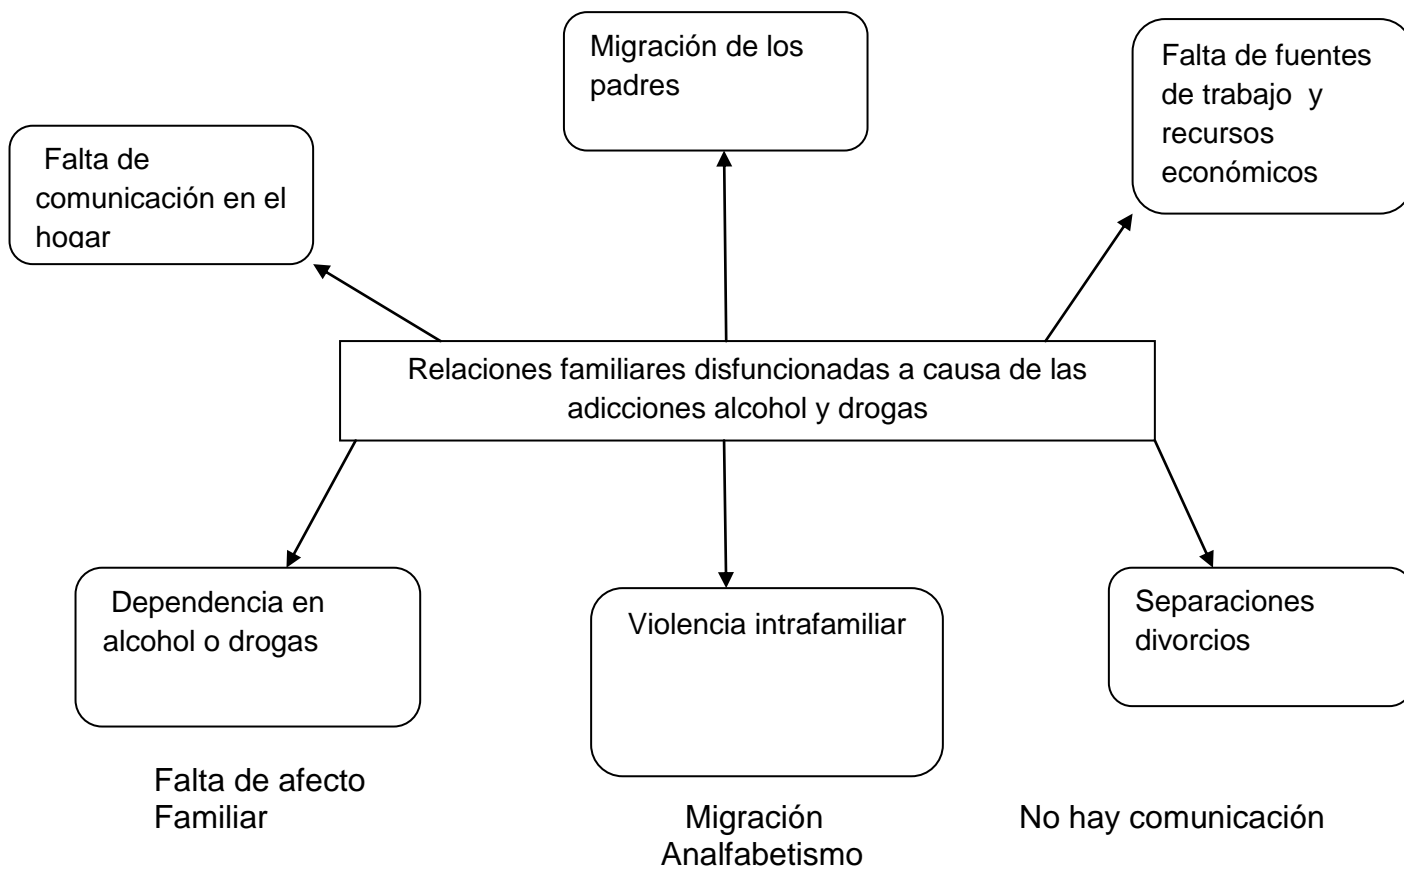 Migración de los
padres
Falta de fuentes
de trabajo y
recursos
económicos
Falta de
comunicación en el
hogar
Relaciones familiares disfuncionadas a causa de las
adicciones alcohol y drogas
Dependencia en
alcohol o drogas
Violencia intrafamiliar
Separaciones
divorcios
Falta de afecto
Familiar
Migración
Analfabetismo
No hay comunicación